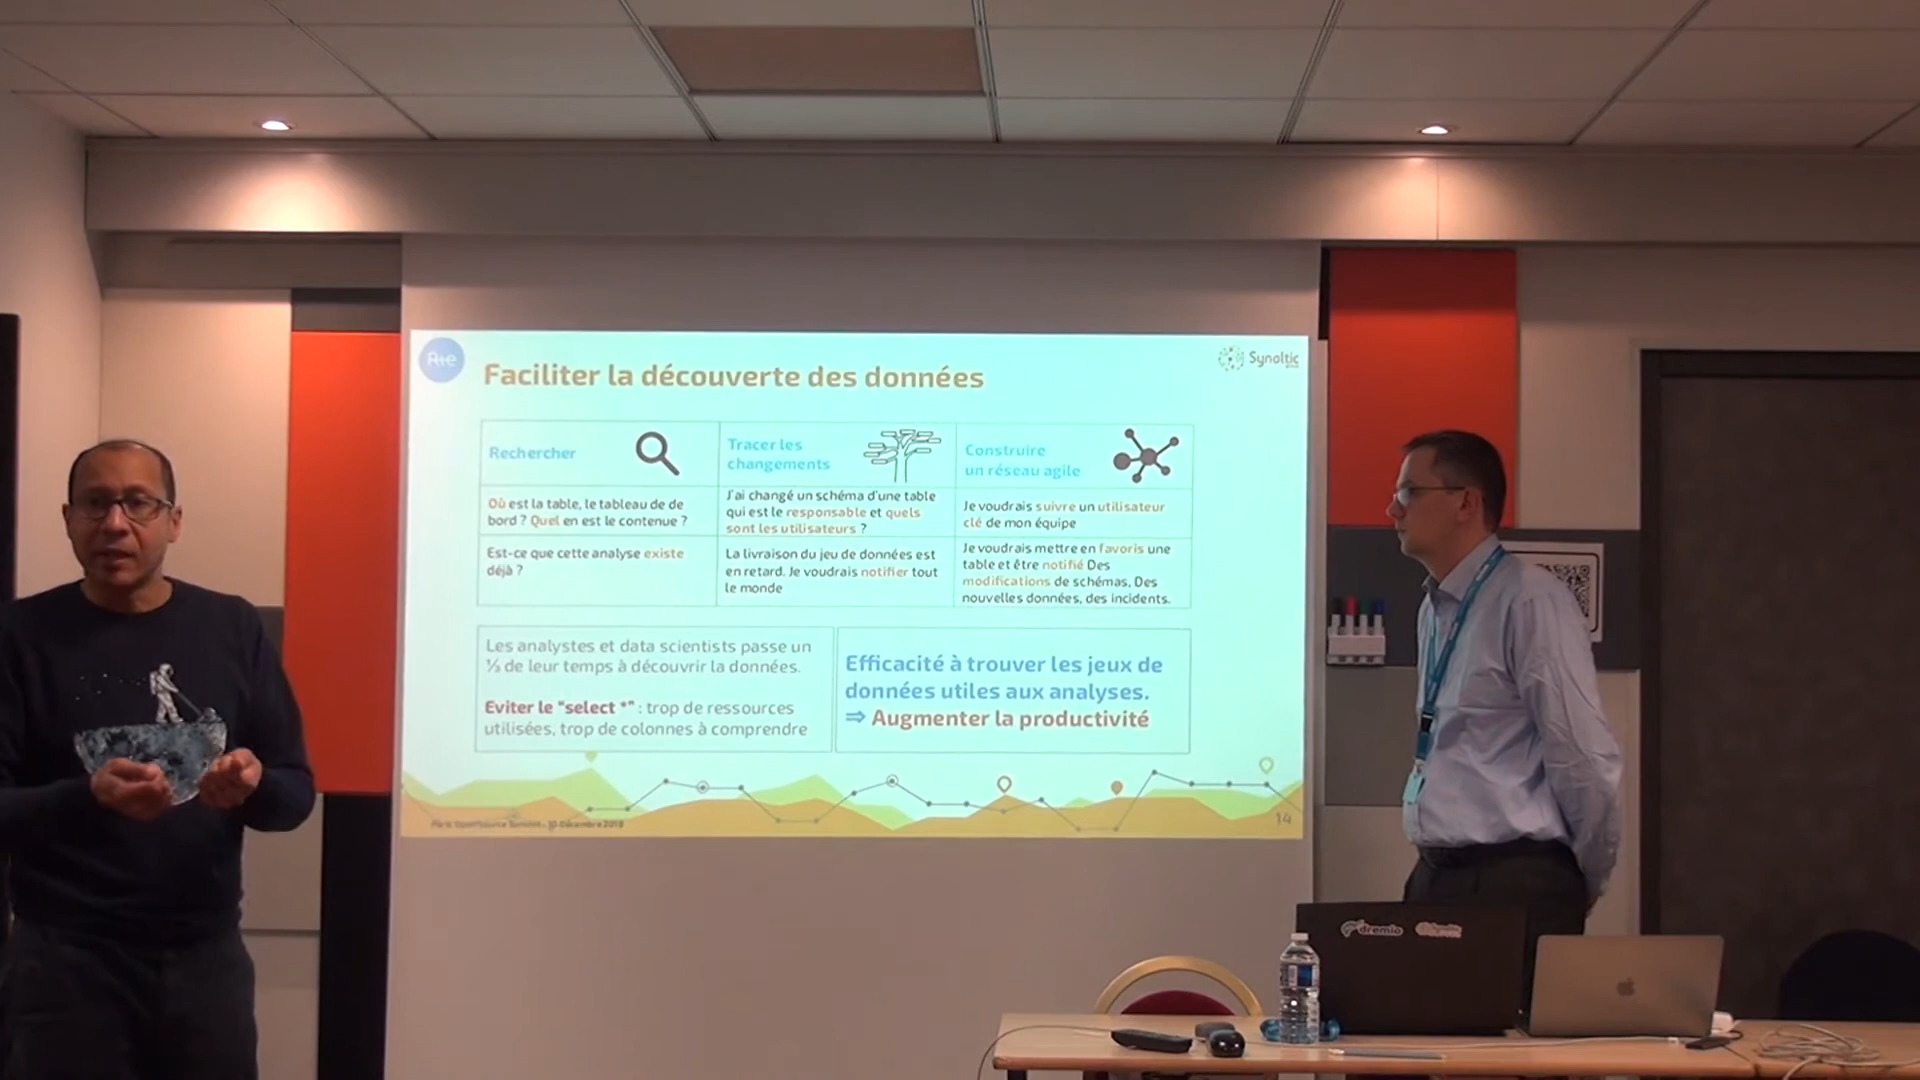 Rte
Faciliter la découverte des données
Synoltic
Rechercher
Tracer les
changements
Construire
un réseau agile
Où est la table, le tableau de de
bord ? Quel en est le contenue ?
J'ai changé un schéma d'une table
qui est le responsable et quels
sont les utilisateurs ?
Je voudrais suivre un utilisateur
clé de mon équipe
Est-ce que cette analyse existe
déjà ?
La livraison du jeu de données est
en retard. Je voudrais notifier tout
le monde
Je voudrais mettre en favoris une
table et être notifié Des
modifications de schémas, Des
nouvelles données, des incidents.
Les analystes et data scientists passe un
⅓ de leur temps à découvrir la données.
Eviter le "select *" : trop de ressources
utilisées, trop de colonnes à comprendre
Efficacité à trouver les jeux de
données utiles aux analyses.
⇒ Augmenter la productivité
Paris OpenSource Summit - 10 Décembre 2019
14
dremio